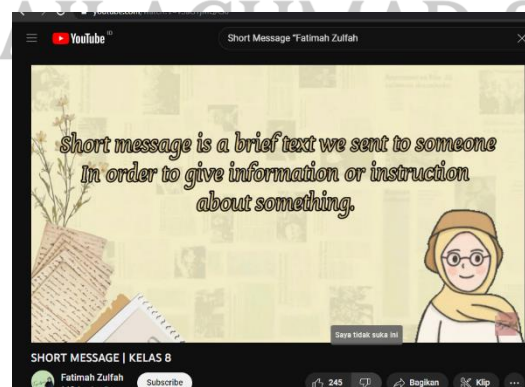 YouTube ID
Short Message "Fatimah Zulfah
Short message is a brief text we sent to someone
In order to give information or instruction
about something.
Saya tidak suka ini
SHORT MESSAGE | KELAS 8
Fatimah Zulfah
Subscribe
245
Bagikan
Klip